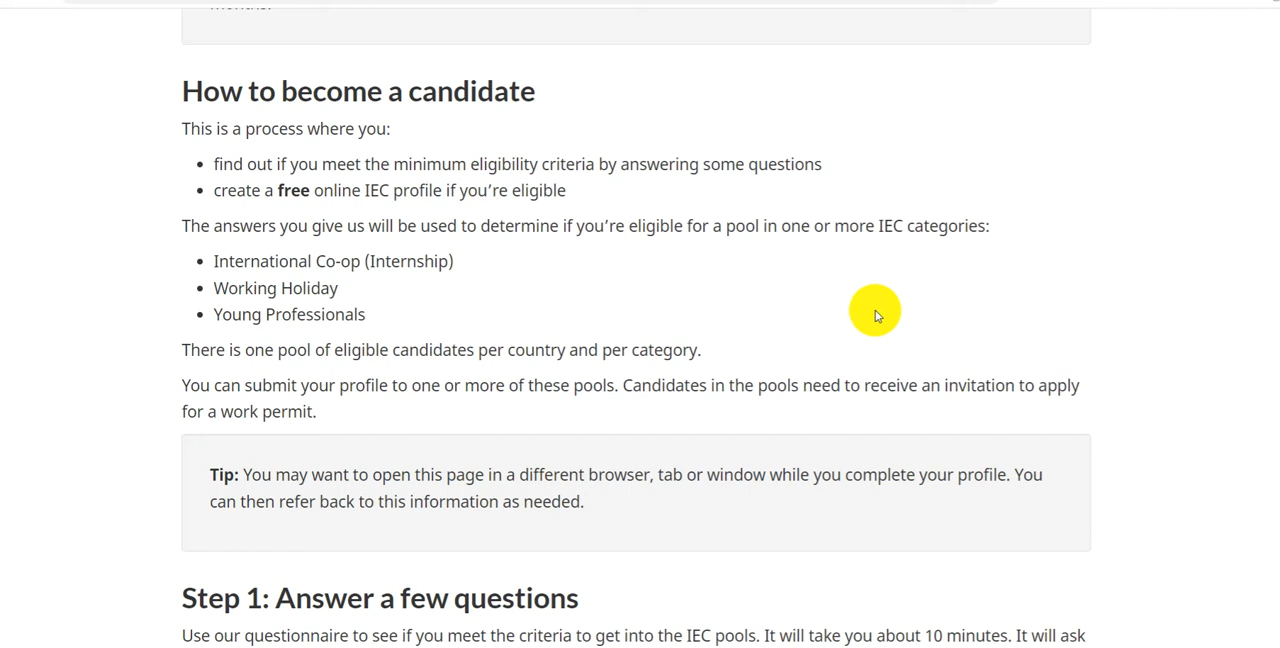 How to become a candidate
This is a process where you:
• find out if you meet the minimum eligibility criteria by answering some questions
• create a free online IEC profile if you’re eligible
The answers you give us will be used to determine if you’re eligible for a pool in one or more IEC categories:
• International Co-op (Internship)
• Working Holiday
• Young Professionals
There is one pool of eligible candidates per country and per category.
You can submit your profile to one or more of these pools. Candidates in the pools need to receive an invitation to apply
for a work permit.
Tip: You may want to open this page in a different browser, tab or window while you complete your profile. You
can then refer back to this information as needed.
Step 1: Answer a few questions
Use our questionnaire to see if you meet the criteria to get into the IEC pools. It will take you about 10 minutes. It will ask